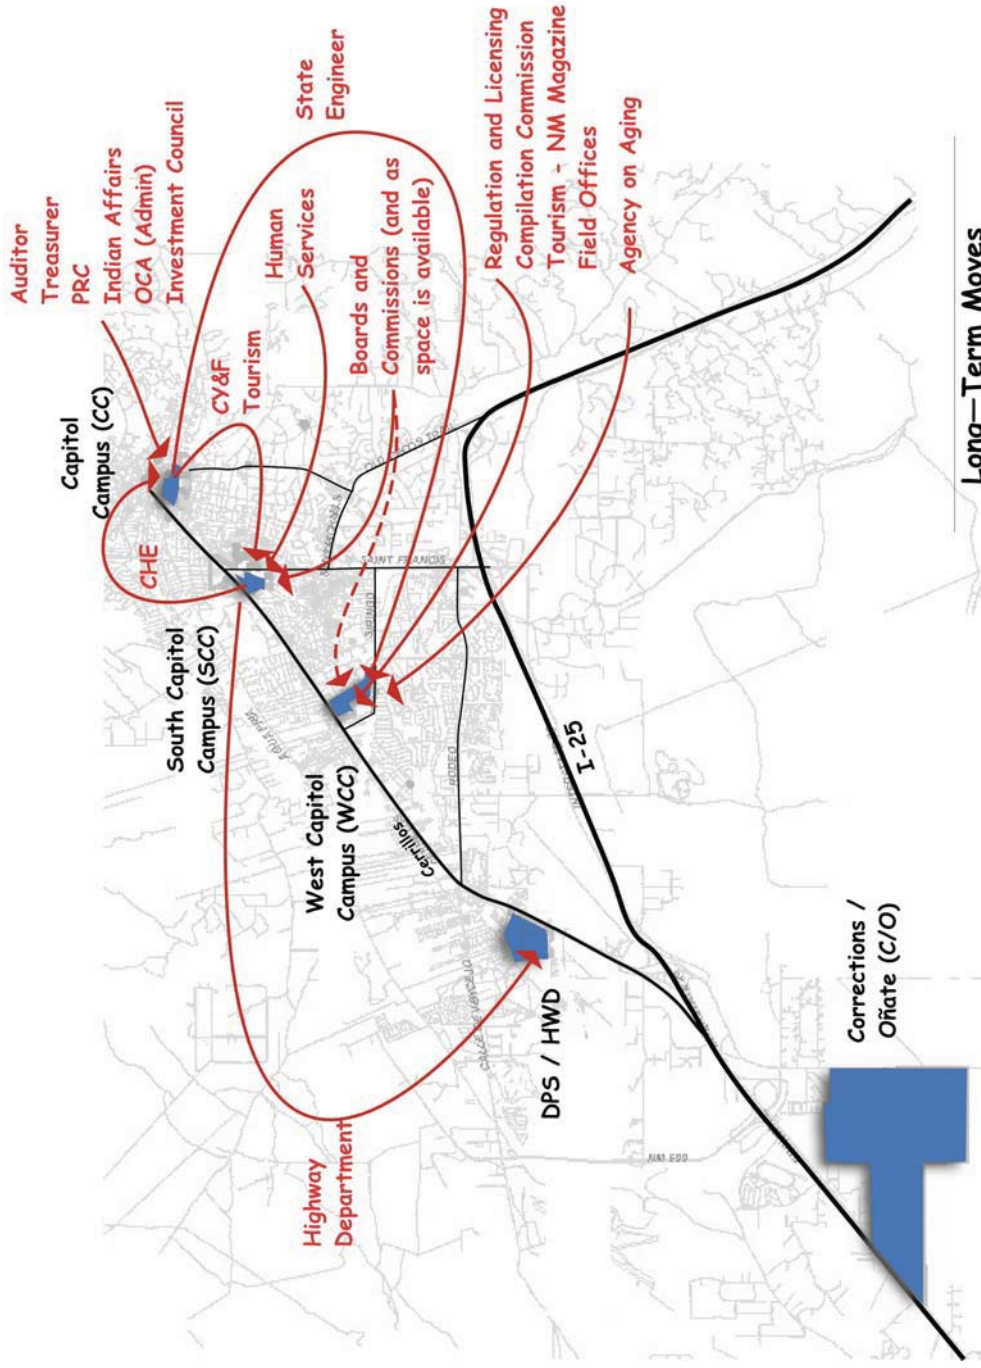 Auditor
Treasurer
PRC
Indian Affairs
OCA (Admin)
Investment Council
State
Engineer
Human
Services
Boards and
Commissions (and as
space is available)
Regulation and Licensing
Compilation Commission
Tourism - NM Magazine
Field Offices
Agency on Aging
Capitol
Campus (CC)
CY&F
Tourism
CHE
South Capitol
Campus (SCC)
West Capitol
Campus (WCC)
SAINT FRANCIS
SIRINGO
RODEO
AGUA FRIA
Cerrillos
I-25
DPS / HWD
Highway
Department
NM 599
Corrections /
Oñate (C/O)
Long-Term Moves